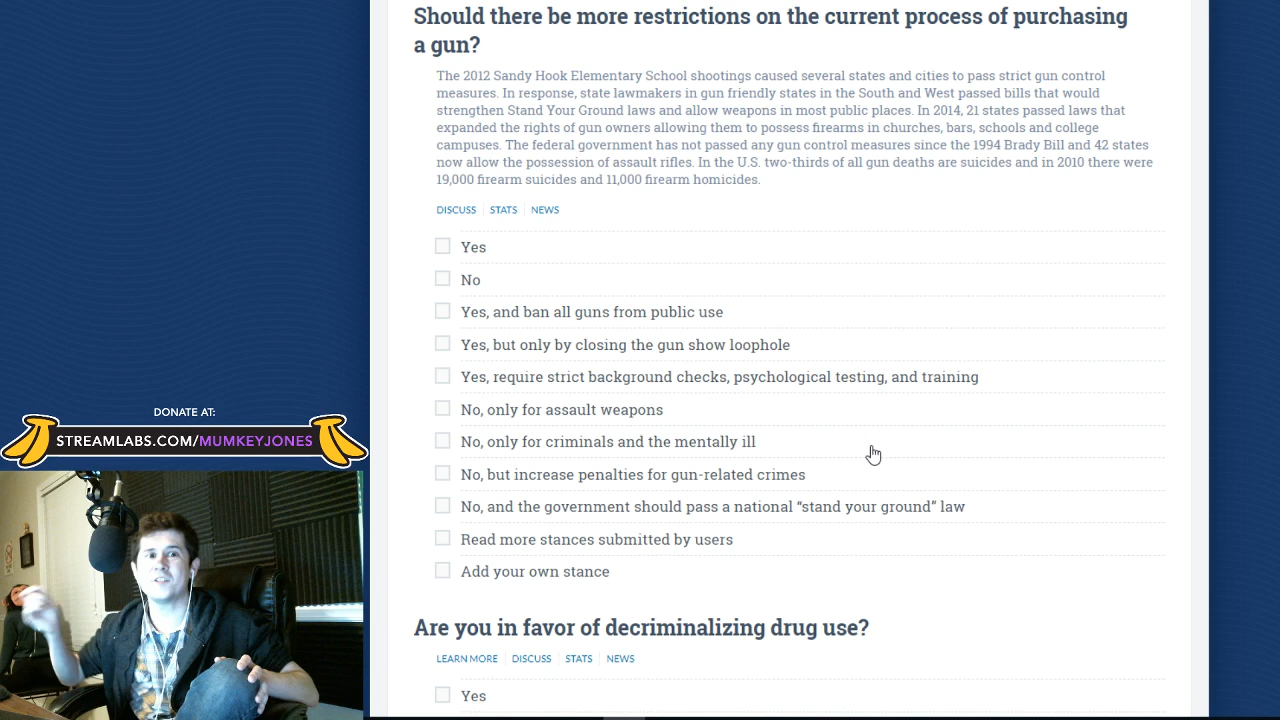 Should there be more restrictions on the current process of purchasing
a gun?
The 2012 Sandy Hook Elementary School shootings caused several states and cities to pass strict gun control
measures. In response, state lawmakers in gun friendly states in the South and West passed bills that would
strengthen Stand Your Ground laws and allow weapons in most public places. In 2014, 21 states passed laws that
expanded the rights of gun owners allowing them to possess firearms in churches, bars, schools and college
campuses. The federal government has not passed any gun control measures since the 1994 Brady Bill and 42 states
now allow the possession of assault rifles. In the U.S. two-thirds of all gun deaths are suicides and in 2010 there were
19,000 firearm suicides and 11,000 firearm homicides.
DISCUSS STATS NEWS
Yes
No
Yes, and ban all guns from public use
Yes, but only by closing the gun show loophole
Yes, require strict background checks, psychological testing, and training
No, only for assault weapons
No, only for criminals and the mentally ill
No, but increase penalties for gun-related crimes
No, and the government should pass a national “stand your ground” law
Read more stances submitted by users
Add your own stance
Are you in favor of decriminalizing drug use?
LEARN MORE DISCUSS STATS NEWS
Yes
DONATE AT:
STREAMLABS.COM/MUMKEYJONES